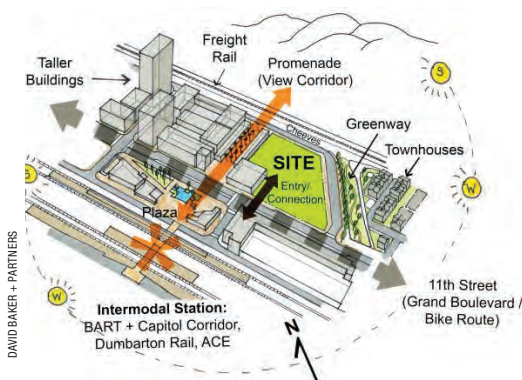 Taller
Buildings
Freight
Rail
Promenade
(View Corridor)
S
Cheeves
Greenway
Townhouses
SITE
Entry/
Connection
W
S
Plaza
W
11th Street
(Grand Boulevard /
Bike Route)
Intermodal Station:
BART + Capitol Corridor,
Dumbarton Rail, ACE
N
DAVID BAKER + PARTNERS